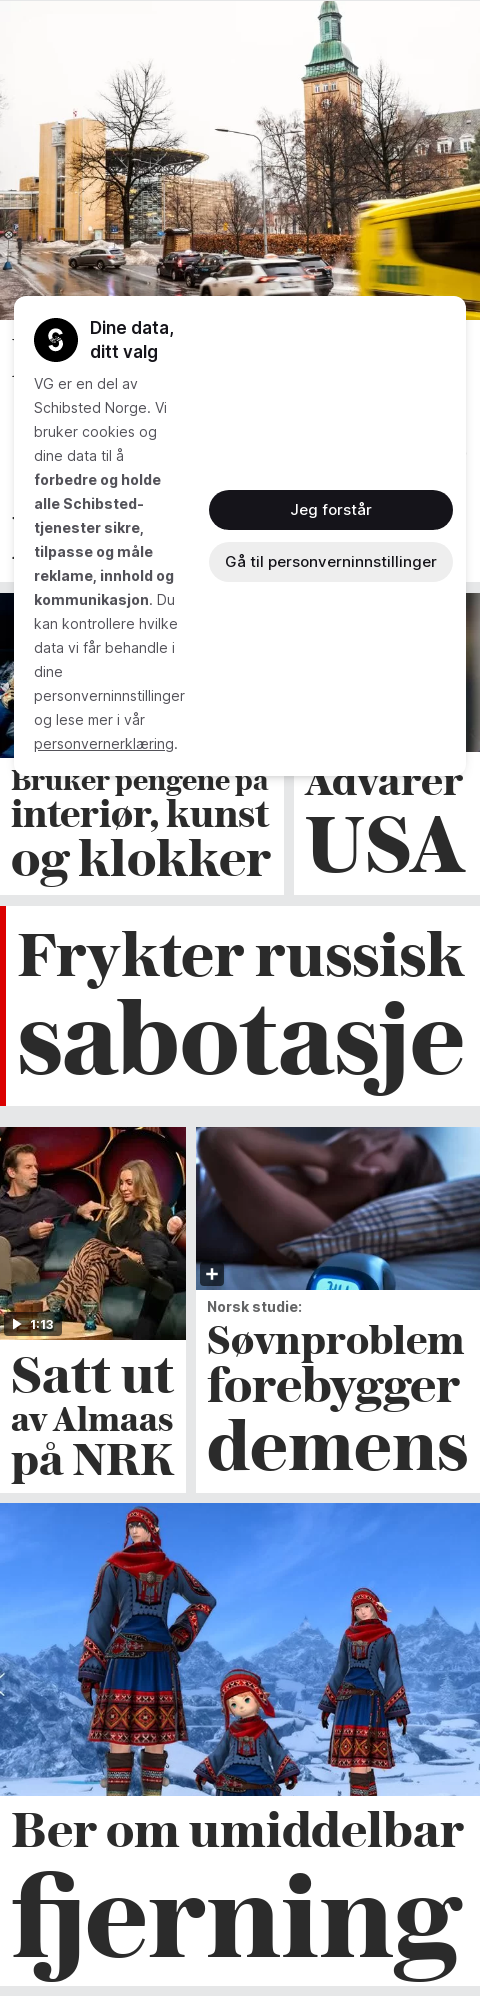 Dine data,
ditt valg
VG er en del av
Schibsted Norge. Vi
bruker cookies og
dine data til å
forbedre og holde
alle Schibsted-
tjenester sikre,
tilpasse og måle
reklame, innhold og
kommunikasjon. Du
kan kontrollere hvilke
data vi får behandle i
dine
personverninnstillinger
og lese mer i vår
personvernerklæring.
Jeg forstår
Gå til personverninnstillinger
Bruker pengene på
interiør, kunst
og klokker
Advarer
USA
Frykter russisk
sabotasje
1:13
Satt ut
av Almaas
på NRK
Norsk studie:
Søvnproblem
forebygger
demens
Ber om umiddelbar
fjerning